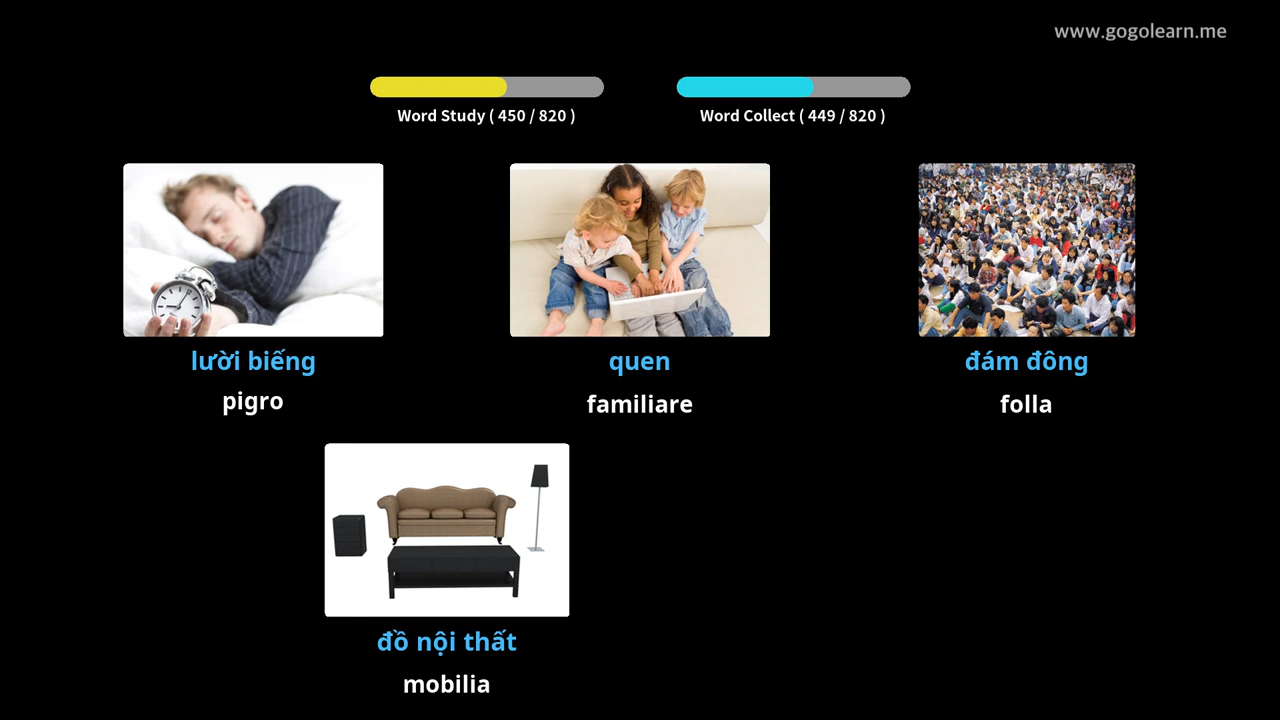 www.gogolearn.me
Word Study ( 450 / 820 )
Word Collect ( 449 / 820 )
lười biếng
pigro
quen
familiare
đám đông
folla
đồ nội thất
mobilia